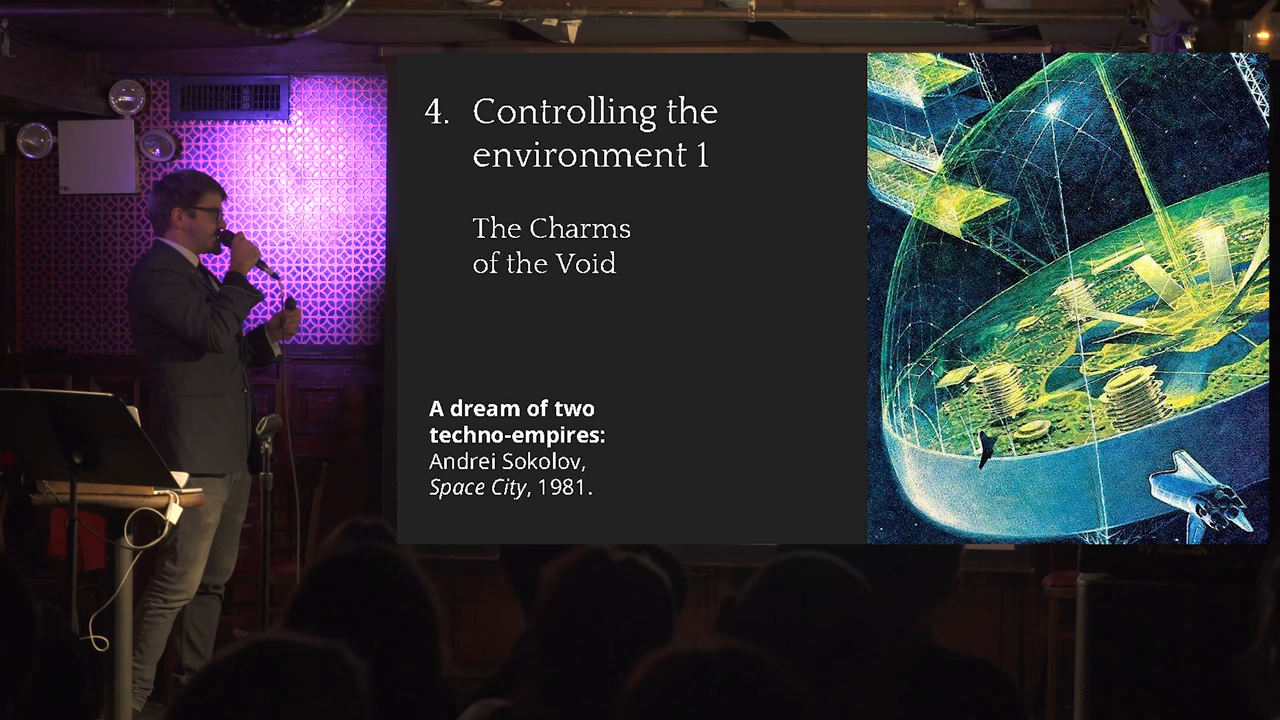 4. Controlling the
environment 1
The Charms
of the Void
A dream of two
techno-empires:
Andrei Sokolov,
Space City, 1981.